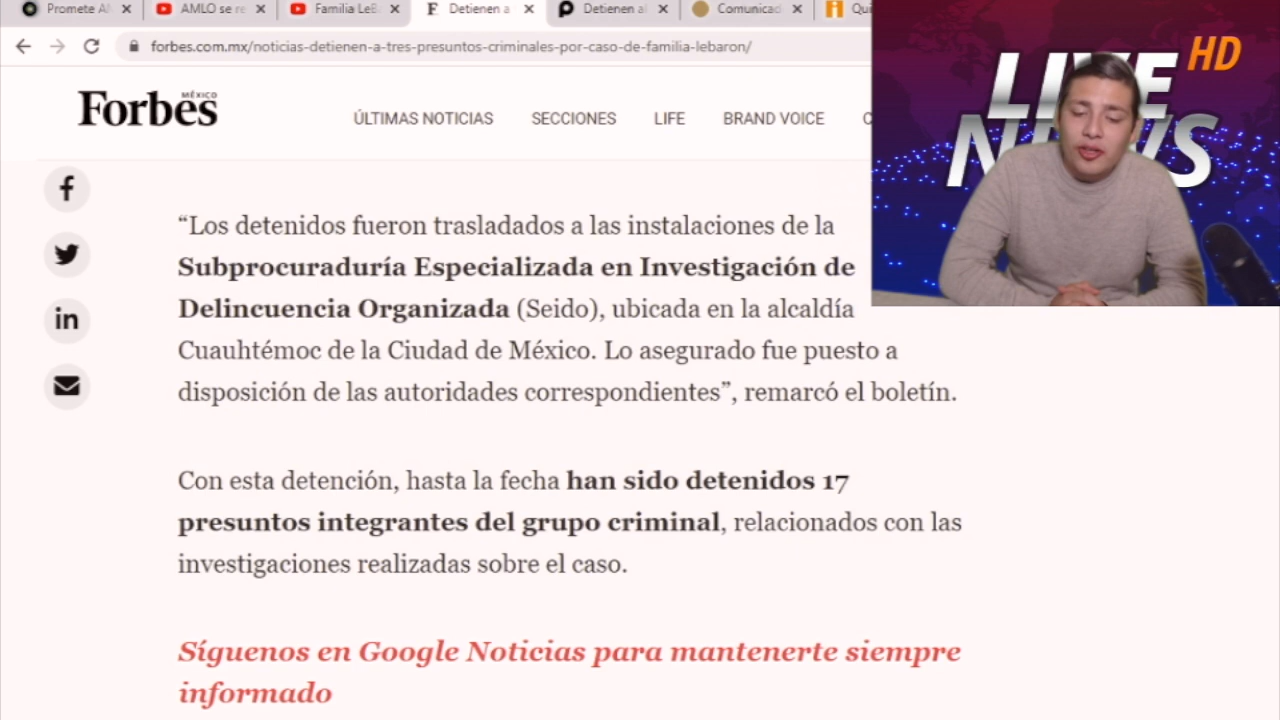 Promete A
AMLO se re
Familia LeB
Detienen a
Detienen al
Comunicad
Qui
forbes.com.mx/noticias-detienen-a-tres-presuntos-criminales-por-caso-de-familia-lebaron/
Forbes
MÉXICO
ÚLTIMAS NOTICIAS
SECCIONES
LIFE
BRAND VOICE
LIVE HD
NEWS
“Los detenidos fueron trasladados a las instalaciones de la
Subprocuraduría Especializada en Investigación de
Delincuencia Organizada (Seido), ubicada en la alcaldía
Cuauhtémoc de la Ciudad de México. Lo asegurado fue puesto a
disposición de las autoridades correspondientes”, remarcó el boletín.
Con esta detención, hasta la fecha han sido detenidos 17
presuntos integrantes del grupo criminal, relacionados con las
investigaciones realizadas sobre el caso.
Síguenos en Google Noticias para mantenerte siempre
informado